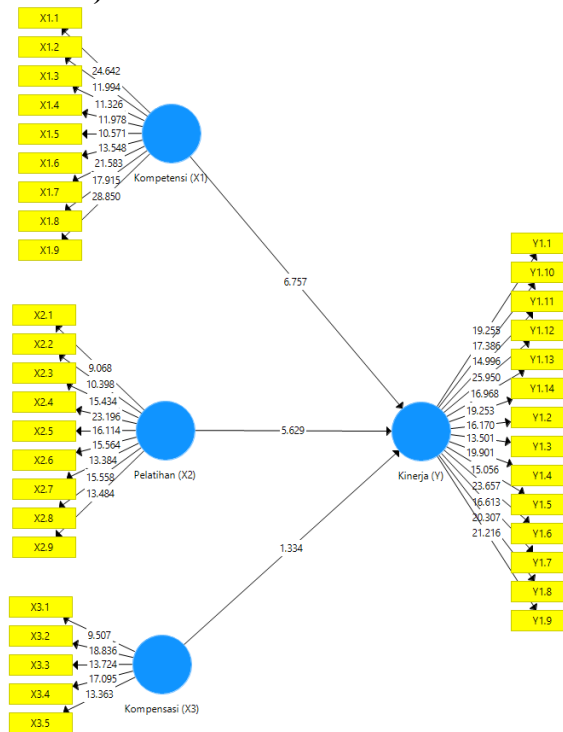 X1.1
X1.2
X1.3
X1.4
X1.5
X1.6
X1.7
X1.8
X1.9
24.642
11.994
11.326
11.978
10.571
13.548
21.583
17.915
28.850
Kompetensi (X1)
6.757
X2.1
X2.2
X2.3
X2.4
X2.5
X2.6
X2.7
X2.8
X2.9
9.068
10.398
15.434
23.196
16.114
15.564
13.384
15.558
13.484
Pelatihan (X2)
5.629
X3.1
X3.2
X3.3
X3.4
X3.5
9.507
18.836
13.724
17.095
13.363
Kompensasi (X3)
1.334
Kinerja (Y)
19.255
17.386
14.996
25.950
16.968
19.253
16.170
13.501
19.901
15.056
23.657
16.613
20.307
21.216
Y1.1
Y1.10
Y1.11
Y1.12
Y1.13
Y1.14
Y1.2
Y1.3
Y1.4
Y1.5
Y1.6
Y1.7
Y1.8
Y1.9